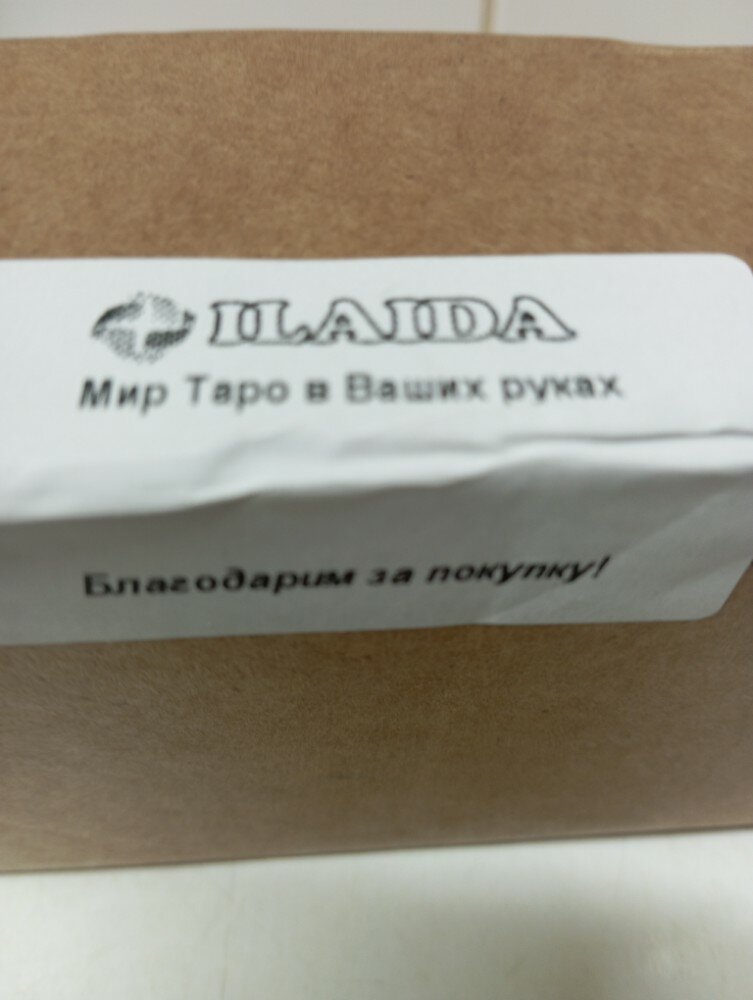 ILAIDA
Мир Таро в Ваших руках
Благодарим за покупку!